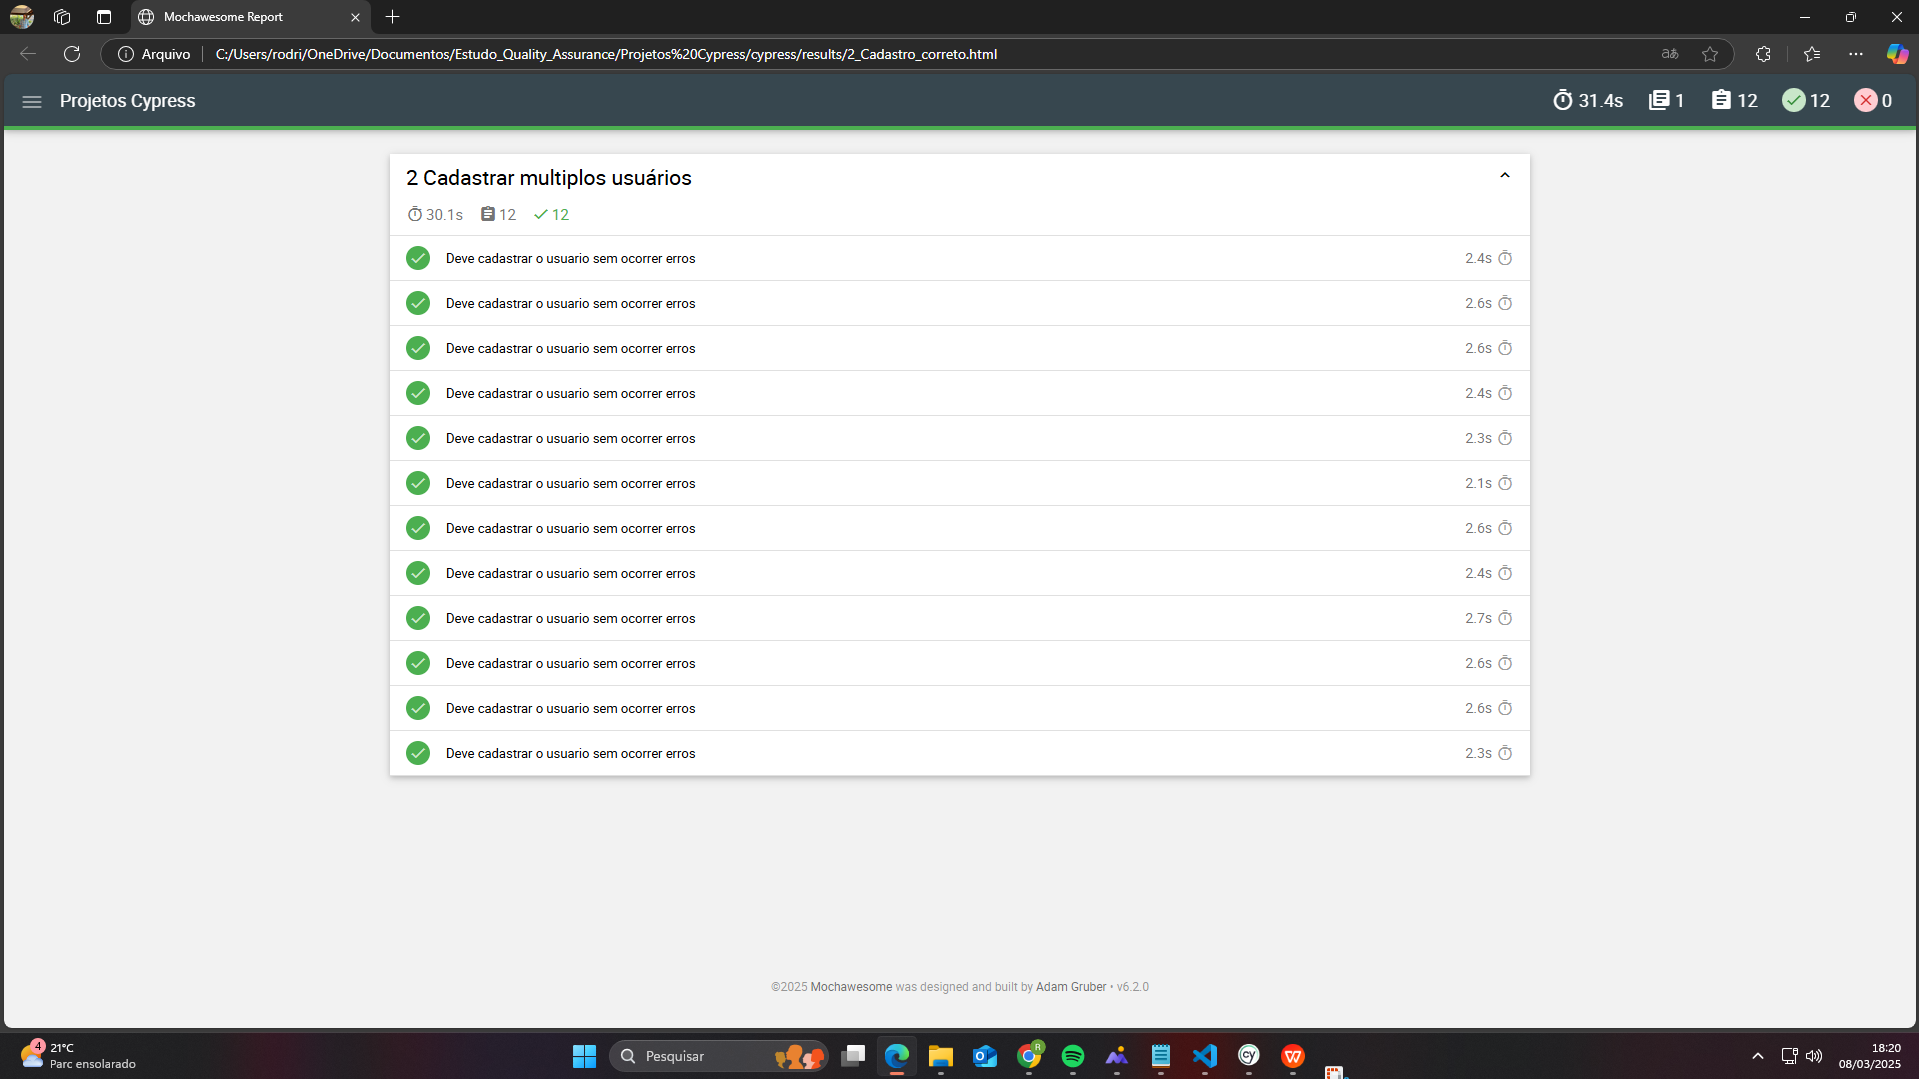 Mochawesome Report
Arquivo
C:/Users/rodri/OneDrive/Documentos/Estudo_Quality_Assurance/Projetos%20Cypress/cypress/results/2_Cadastro_correto.html
Projetos Cypress
31.4s 1 12 12 0
2 Cadastrar multiplos usuários
30.1s 12 12
Deve cadastrar o usuario sem ocorrer erros 2.4s
Deve cadastrar o usuario sem ocorrer erros 2.6s
Deve cadastrar o usuario sem ocorrer erros 2.6s
Deve cadastrar o usuario sem ocorrer erros 2.4s
Deve cadastrar o usuario sem ocorrer erros 2.3s
Deve cadastrar o usuario sem ocorrer erros 2.1s
Deve cadastrar o usuario sem ocorrer erros 2.6s
Deve cadastrar o usuario sem ocorrer erros 2.4s
Deve cadastrar o usuario sem ocorrer erros 2.7s
Deve cadastrar o usuario sem ocorrer erros 2.6s
Deve cadastrar o usuario sem ocorrer erros 2.6s
Deve cadastrar o usuario sem ocorrer erros 2.3s
©2025 Mochawesome was designed and built by Adam Gruber • v6.2.0
4
21°C
Parc ensolarado
Pesquisar
R
cy
W
18:20
08/03/2025